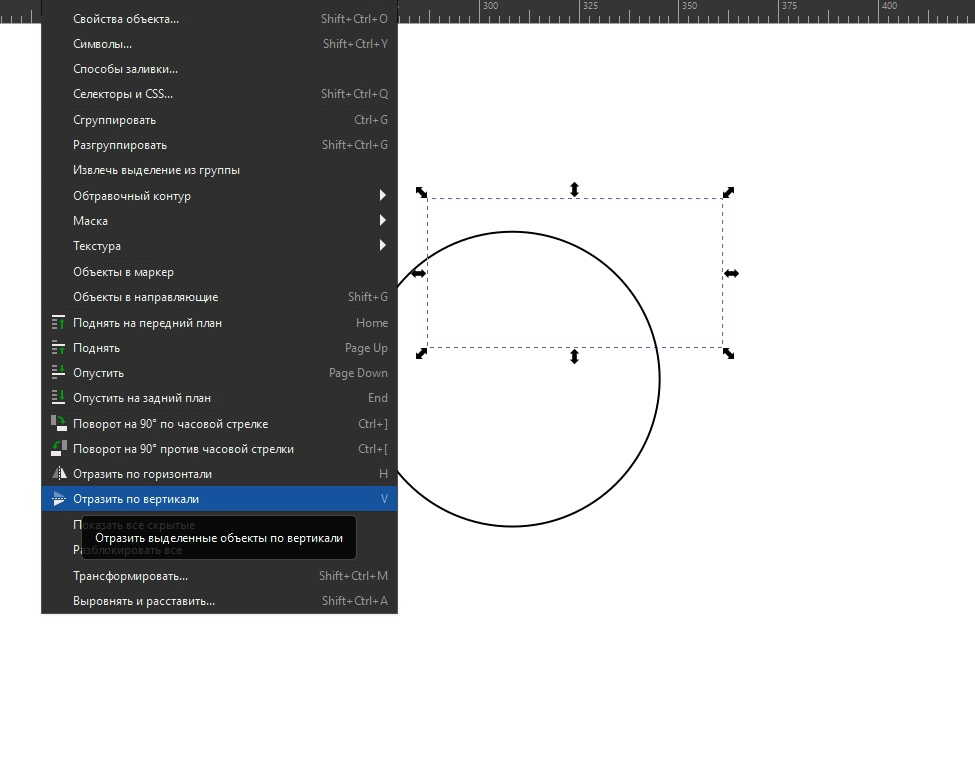 300 325 350 375 400
Свойства объекта... Shift+Ctrl+O
Символы... Shift+Ctrl+Y
Способы заливки...
Селекторы и CSS... Shift+Ctrl+Q
Сгруппировать Ctrl+G
Разгруппировать Shift+Ctrl+G
Извлечь выделение из группы
Обтравочный контур
Маска
Текстура
Объекты в маркер
Объекты в направляющие Shift+G
Поднять на передний план Home
Поднять Page Up
Опустить Page Down
Опустить на задний план End
Поворот на 90° по часовой стрелке Ctrl+]
Поворот на 90° против часовой стрелки Ctrl+[
Отразить по горизонтали H
Отразить по вертикали V
Показать все скрытые
Отразить выделенные объекты по вертикали
Разблокировать все
Трансформировать... Shift+Ctrl+M
Выровнять и расставить... Shift+Ctrl+A